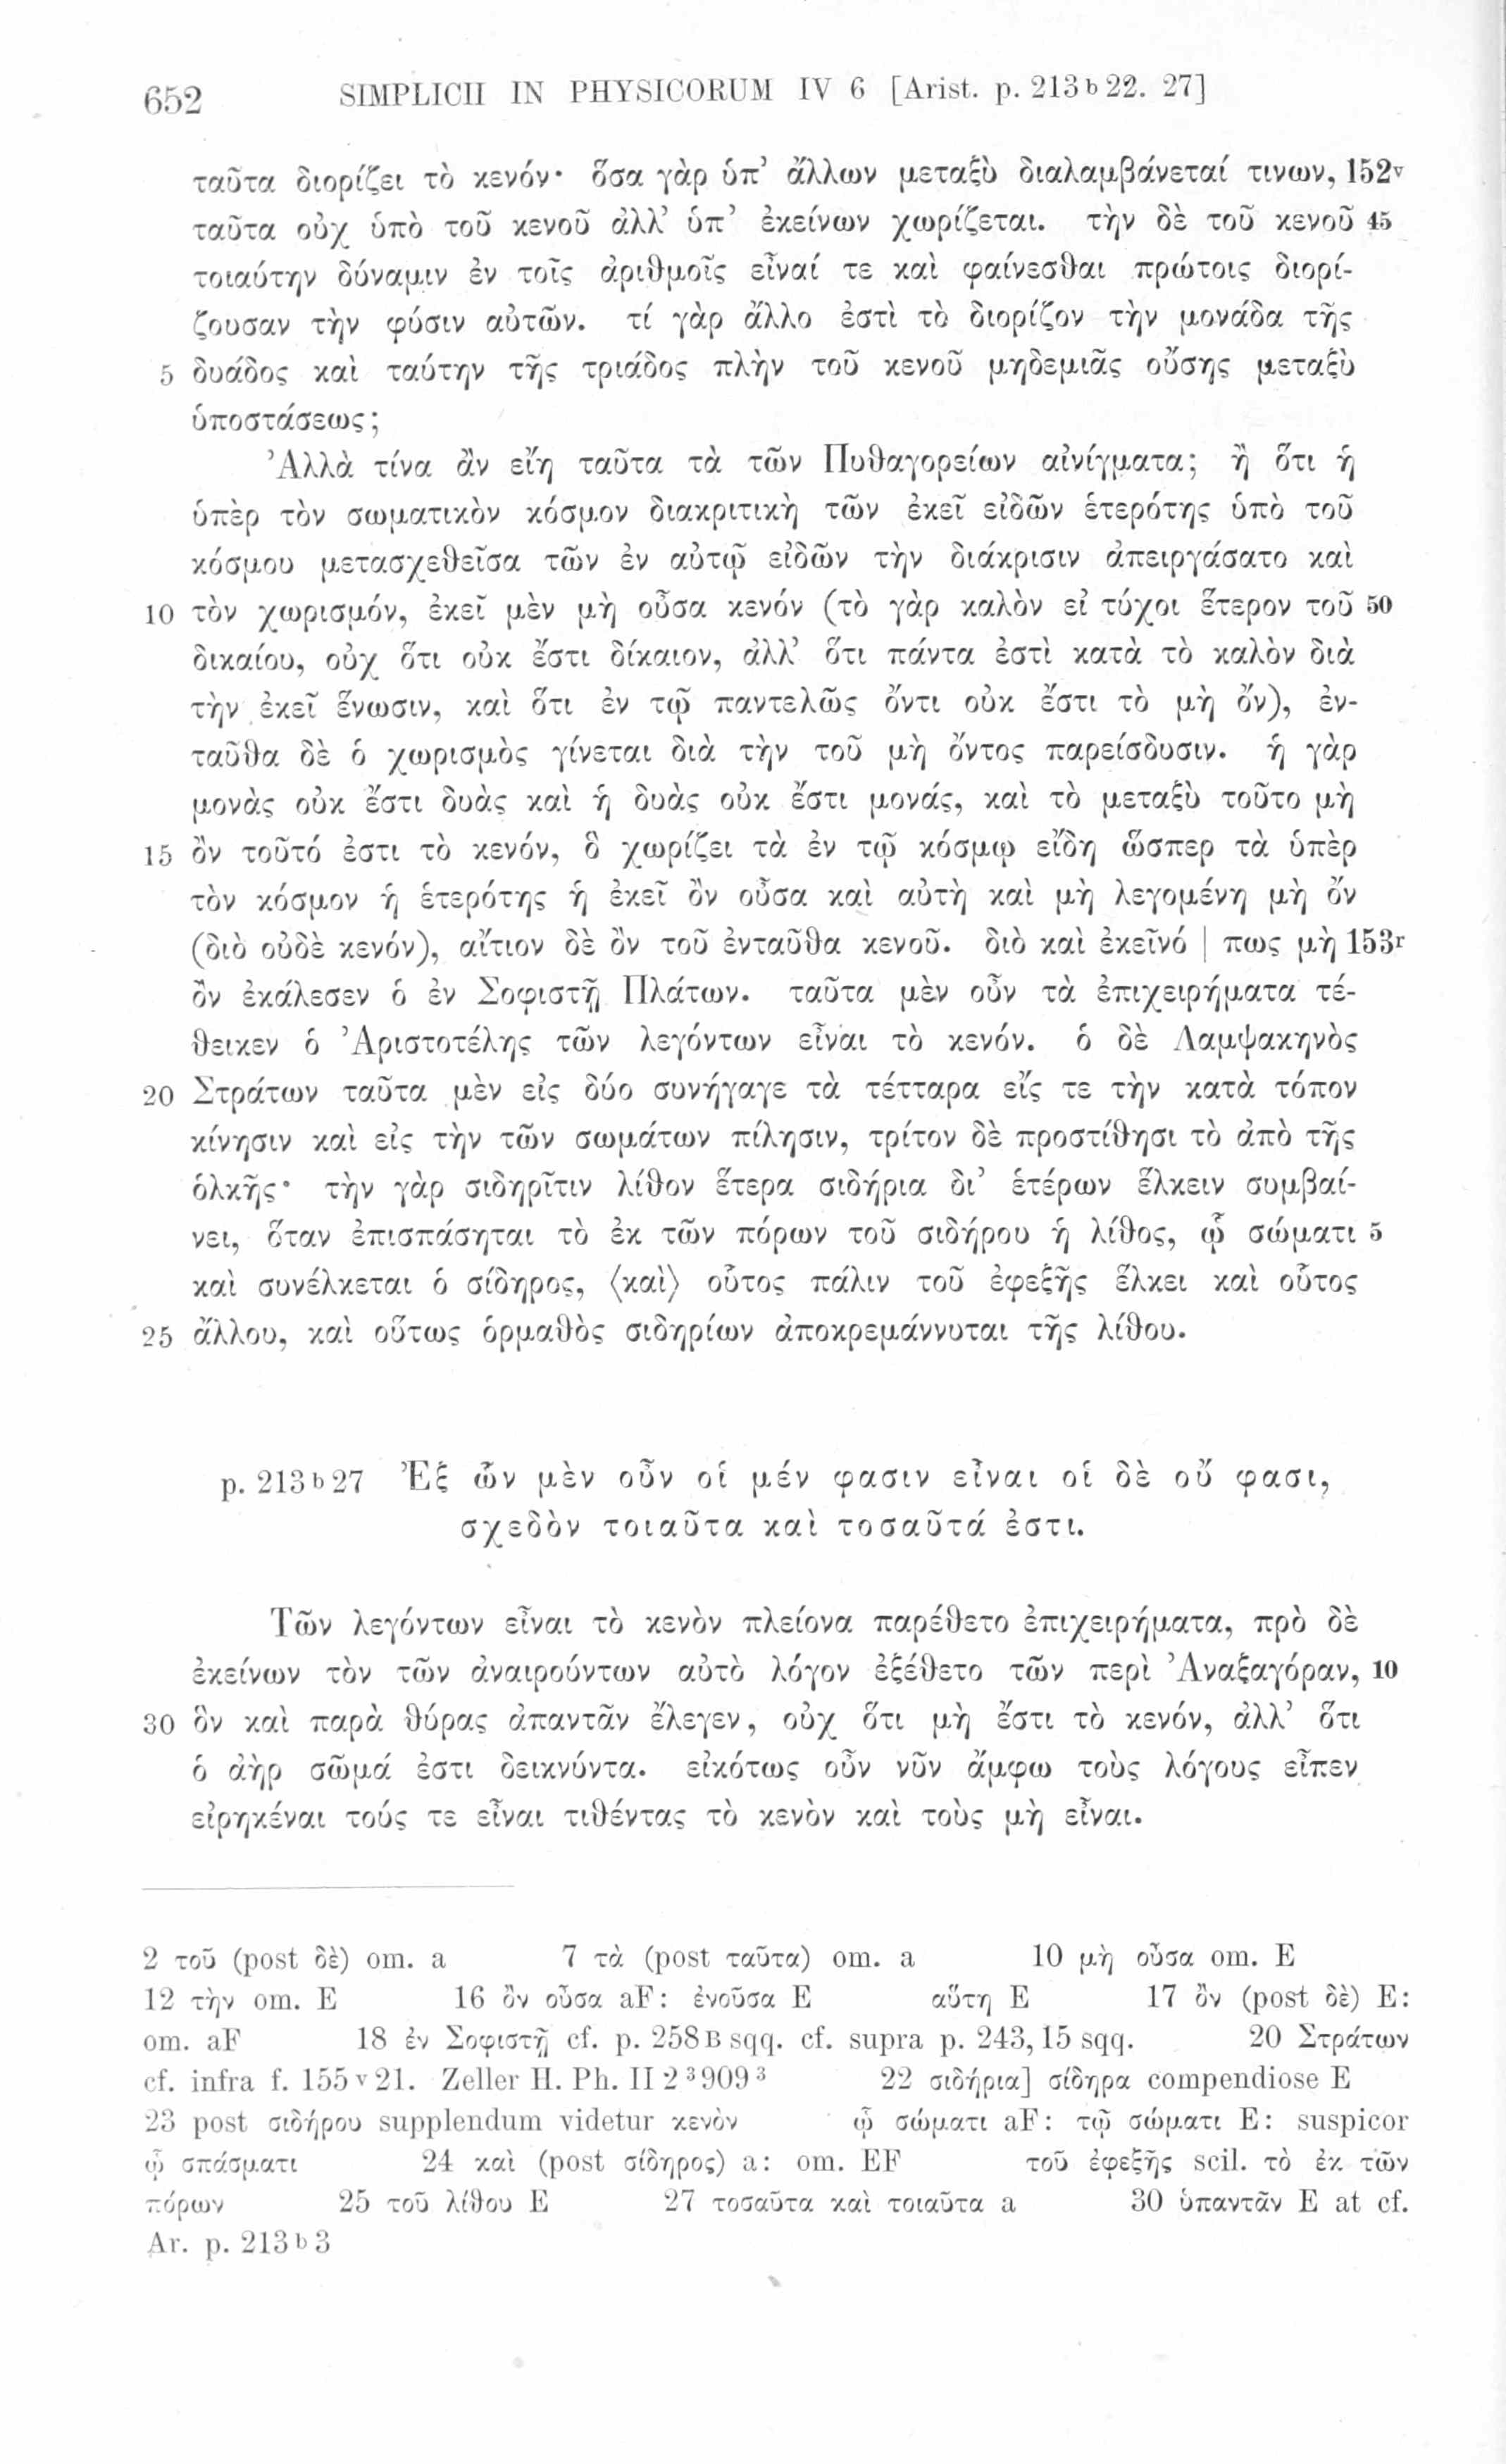 652 SIMPLICII IN PHYSICORUM IV 6 [Arist. p. 213 b 22. 27]
ταῦτα διορίζει τὸ κενόν· ὅσα γὰρ ὑπ’ ἄλλων μεταξὺ διαλαμβάνεταί τινων, 152v
ταῦτα οὐχ ὑπὸ τοῦ κενοῦ ἀλλ’ ὑπ’ ἐκείνων χωρίζεται. τὴν δὲ τοῦ κενοῦ 45
τοιαύτην δύναμιν ἐν τοῖς ἀριθμοῖς εἶναί τε καὶ φαίνεσθαι πρώτοις διορί-
ζουσαν τὴν φύσιν αὐτῶν. τί γὰρ ἄλλο ἐστὶ τὸ διορίζον τὴν μονάδα τῆς
5 δυάδος καὶ ταύτην τῆς τριάδος πλὴν τοῦ κενοῦ μηδεμιᾶς οὔσης μεταξὺ
ὑποστάσεως;
Ἀλλὰ τίνα ἂν εἴη ταῦτα τὰ τῶν Πυθαγορείων αἰνίγματα; ἢ ὅτι ἡ
ὑπὲρ τὸν σωματικὸν κόσμον διακριτικὴ τῶν ἐκεῖ εἰδῶν ἑτερότης ὑπὸ τοῦ
κόσμου μετασχεθεῖσα τῶν ἐν αὐτῷ εἰδῶν τὴν διάκρισιν ἀπειργάσατο καὶ
10 τὸν χωρισμόν, ἐκεῖ μὲν μὴ οὖσα κενόν (τὸ γὰρ καλὸν εἰ τύχοι ἕτερον τοῦ 50
δικαίου, οὐχ ὅτι οὐκ ἔστι δίκαιον, ἀλλ’ ὅτι πάντα ἐστὶ κατὰ τὸ καλὸν διὰ
τὴν ἐκεῖ ἕνωσιν, καὶ ὅτι ἐν τῷ παντελῶς ὄντι οὐκ ἔστι τὸ μὴ ὄν), ἐν-
ταῦθα δὲ ὁ χωρισμὸς γίνεται διὰ τὴν τοῦ μὴ ὄντος παρείσδυσιν. ἡ γὰρ
μονὰς οὐκ ἔστι δυὰς καὶ ἡ δυὰς οὐκ ἔστι μονάς, καὶ τὸ μεταξὺ τοῦτο μὴ
15 ὂν τοῦτό ἐστι τὸ κενόν, ὃ χωρίζει τὰ ἐν τῷ κόσμῳ εἴδη ὥσπερ τὰ ὑπὲρ
τὸν κόσμον ἡ ἑτερότης ἡ ἐκεῖ ὂν οὖσα καὶ αὐτὴ καὶ μὴ λεγομένη μὴ ὄν
(διὸ οὐδὲ κενόν), αἴτιον δὲ ὂν τοῦ ἐνταῦθα κενοῦ. διὸ καὶ ἐκεῖνό | πως μὴ 153r
ὂν ἐκάλεσεν ὁ ἐν Σοφιστῇ Πλάτων. ταῦτα μὲν οὖν τὰ ἐπιχειρήματα τέ-
θεικεν ὁ Ἀριστοτέλης τῶν λεγόντων εἶναι τὸ κενόν. ὁ δὲ Λαμψακηνὸς
20 Στράτων ταῦτα μὲν εἰς δύο συνήγαγε τὰ τέτταρα εἴς τε τὴν κατὰ τόπον
κίνησιν καὶ εἰς τὴν τῶν σωμάτων πίλησιν, τρίτον δὲ προστίθησι τὸ ἀπὸ τῆς
ὁλκῆς· τὴν γὰρ σιδηρῖτιν λίθον ἕτερα σιδήρια δι’ ἑτέρων ἕλκειν συμβαί-
νει, ὅταν ἐπισπάσηται τὸ ἐκ τῶν πόρων τοῦ σιδήρου ἡ λίθος, ᾧ σώματι 5
καὶ συνέλκεται ὁ σίδηρος, ⟨καὶ⟩ οὗτος πάλιν τοῦ ἐφεξῆς ἕλκει καὶ οὗτος
25 ἄλλου, καὶ οὕτως ὁρμαθὸς σιδηρίων ἀποκρεμάννυται τῆς λίθου.
p. 213 b 27 Ἐξ ὧν μὲν οὖν οἱ μέν φασιν εἶναι οἱ δὲ οὔ φασι,
σχεδὸν τοιαῦτα καὶ τοσαῦτά ἐστι.
Τῶν λεγόντων εἶναι τὸ κενὸν πλείονα παρέθετο ἐπιχειρήματα, πρὸ δὲ
ἐκείνων τὸν τῶν ἀναιρούντων αὐτὸ λόγον ἐξέθετο τῶν περὶ Ἀναξαγόραν, 10
30 ὃν καὶ παρὰ θύρας ἀπαντᾶν ἔλεγεν, οὐχ ὅτι μὴ ἔστι τὸ κενόν, ἀλλ’ ὅτι
ὁ ἀὴρ σῶμά ἐστι δεικνύντα. εἰκότως οὖν νῦν ἄμφω τοὺς λόγους εἶπεν
εἰρηκέναι τούς τε εἶναι τιθέντας τὸ κενὸν καὶ τοὺς μὴ εἶναι.
2 τοῦ (post δὲ) om. a 7 τὰ (post ταῦτα) om. a 10 μὴ οὖσα om. E
12 τὴν om. E 16 ὂν οὖσα aF: ἐνοῦσα E αὕτη E 17 ὂν (post δὲ) E:
om. aF 18 ἐν Σοφιστῇ cf. p. 258 B sqq. cf. supra p. 243,15 sqq. 20 Στράτων
cf. infra f. 155 v 21. Zeller H. Ph. II 2 ³ 909 ³ 22 σιδήρια] σίδηρα compendiose E
23 post σιδήρου supplendum videtur κενὸν ᾧ σώματι aF: τῷ σώματι E: suspicor
ᾧ σπάσματι 24 καὶ (post σίδηρος) a: om. EF τοῦ ἐφεξῆς scil. τὸ ἐκ τῶν
πόρων 25 τοῦ λίθου E 27 τοσαῦτα καὶ τοιαῦτα a 30 ὑπαντᾶν E at cf.
Ar. p. 213 b 3